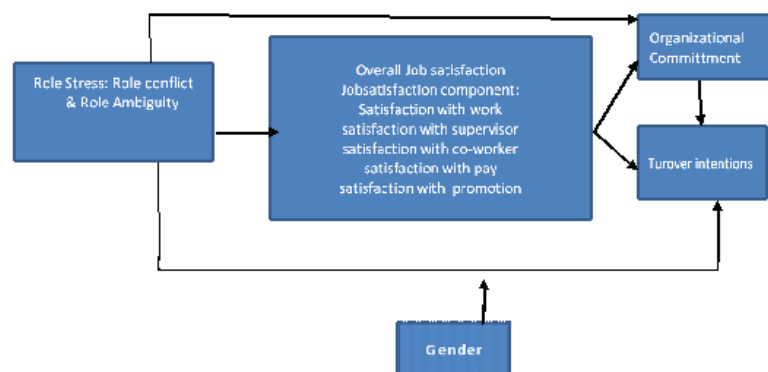 Role Stress: Role conflict
& Role Ambiguity
Overall Job satisfaction
Jobsatisfaction component:
Satisfaction with work
satisfaction with supervisor
satisfaction with co-worker
satisfaction with pay
satisfaction with promotion
Organizational
Committment
Turover intentions
Gender